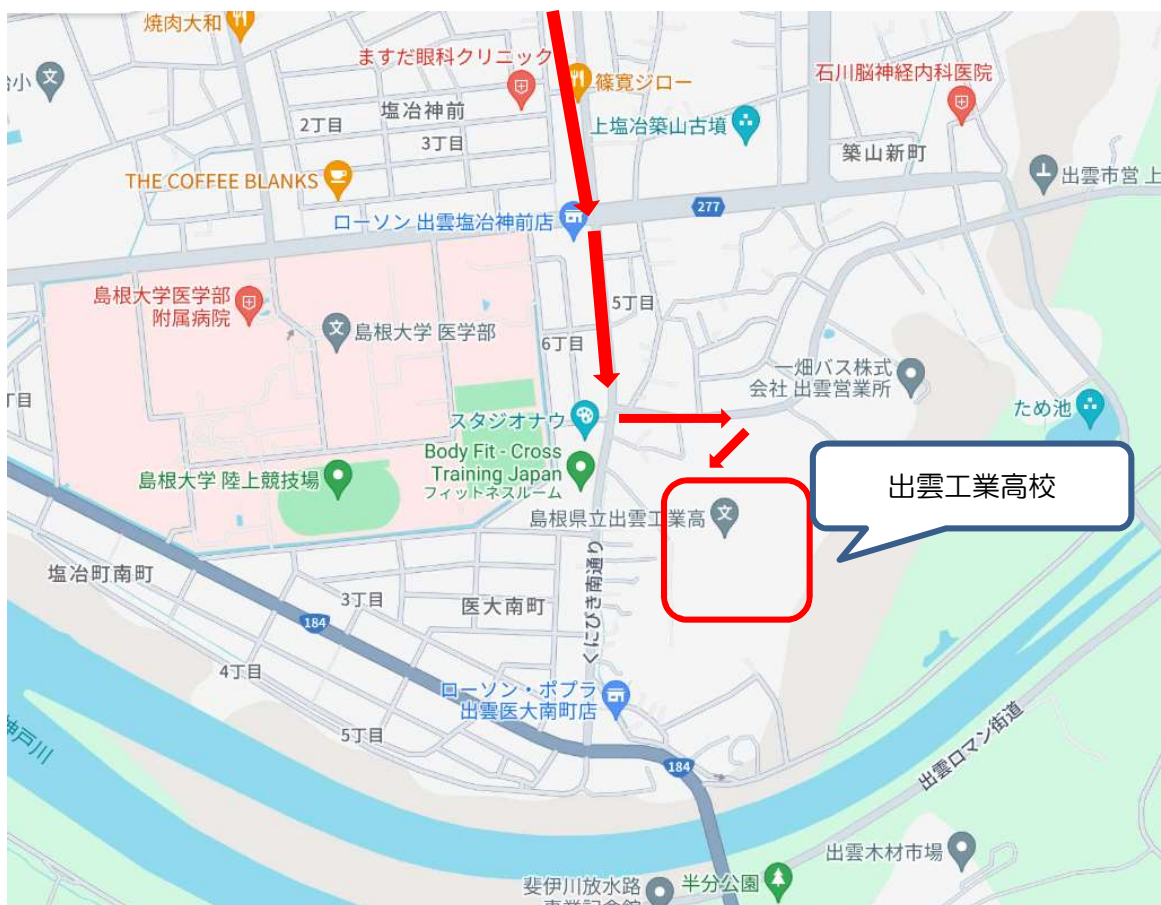 焼肉大和
ますだ眼科クリニック
篠寛ジロー
石川脳神経内科医院
冶小
塩冶神前
2丁目
3丁目
上塩冶築山古墳
築山新町
THE COFFEE BLANKS
出雲市営 上
ローソン 出雲塩冶神前店
277
島根大学医学部
附属病院
島根大学 医学部
5丁目
6丁目
一畑バス株式
会社 出雲営業所
丁目
スタジオナウ
ため池
Body Fit - Cross
Training Japan
フィットネスルーム
島根大学 陸上競技場
出雲工業高校
島根県立出雲工業高
くにびき南通り
塩冶町南町
3丁目
医大南町
184
4丁目
ローソン・ポプラ
出雲医大南町店
5丁目
神戸川
184
出雲ロマン街道
出雲木材市場
斐伊川放水路
半分公園